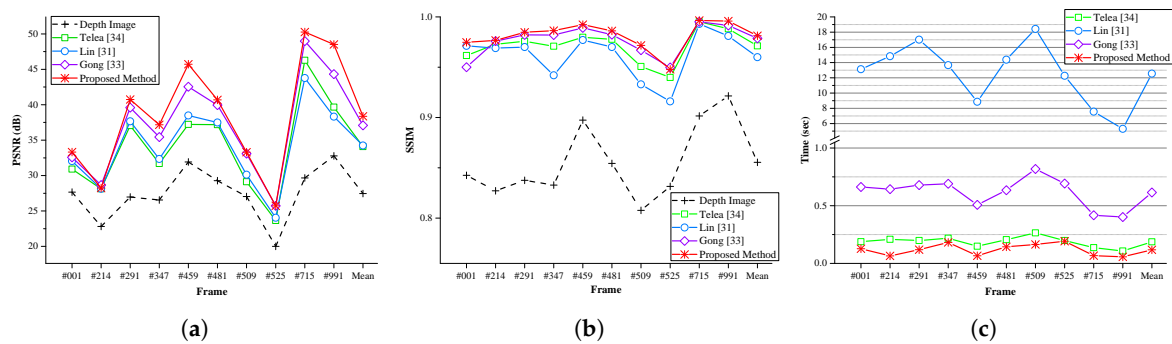 Depth Image
Telea [34]
Lin [31]
Gong [33]
Proposed Method
PSNR (dB)
50
45
40
35
30
25
20
#001 #214 #291 #347 #459 #481 #509 #525 #715 #991 Mean
Frame
(a)
SSIM
1.0
0.9
0.8
Depth Image
Telea [34]
Lin [31]
Gong [33]
Proposed Method
#001 #214 #291 #347 #459 #481 #509 #525 #715 #991 Mean
Frame
(b)
Telea [34]
Lin [31]
Gong [33]
Proposed Method
Time (sec)
20
18
16
14
12
10
8
6
1.0
0.5
0.0
#001 #214 #291 #347 #459 #481 #509 #525 #715 #991 Mean
Frame
(c)